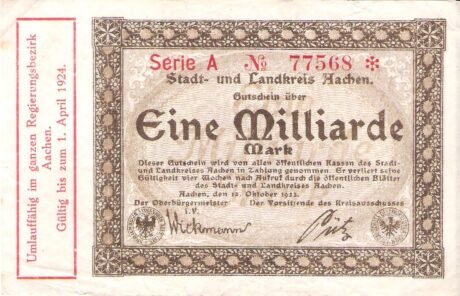 Umlauffähig im ganzen Regierungsbezirk
Aachen.
Gültig bis zum 1. April 1924.
Serie A № 77568 *
Stadt- und Landkreis Aachen.
Gutschein über
Eine Milliarde
Mark
Dieser Gutschein wird von allen öffentlichen Kassen des Stadt-
und Landkreises Aachen in Zahlung genommen. Er verliert seine
Gültigkeit vier Wochen nach Aufruf durch die öffentlichen Blätter
des Stadt- und Landkreises Aachen.
Aachen, den 12. Oktober 1923.
Der Oberbürgermeister Der Vorsitzende des Kreisausschusses
I.V.
Wickmann Pütz